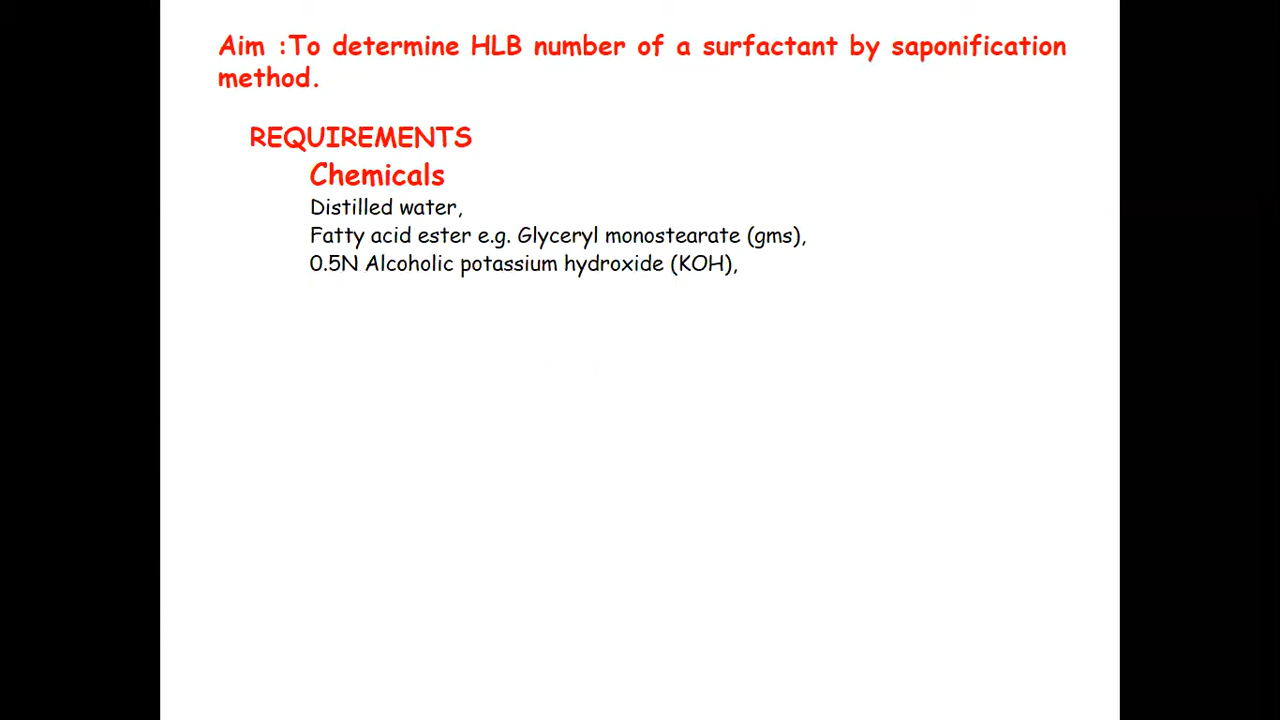 Aim :To determine HLB number of a surfactant by saponification
method.
REQUIREMENTS
Chemicals
Distilled water,
Fatty acid ester e.g. Glyceryl monostearate (gms),
0.5N Alcoholic potassium hydroxide (KOH),